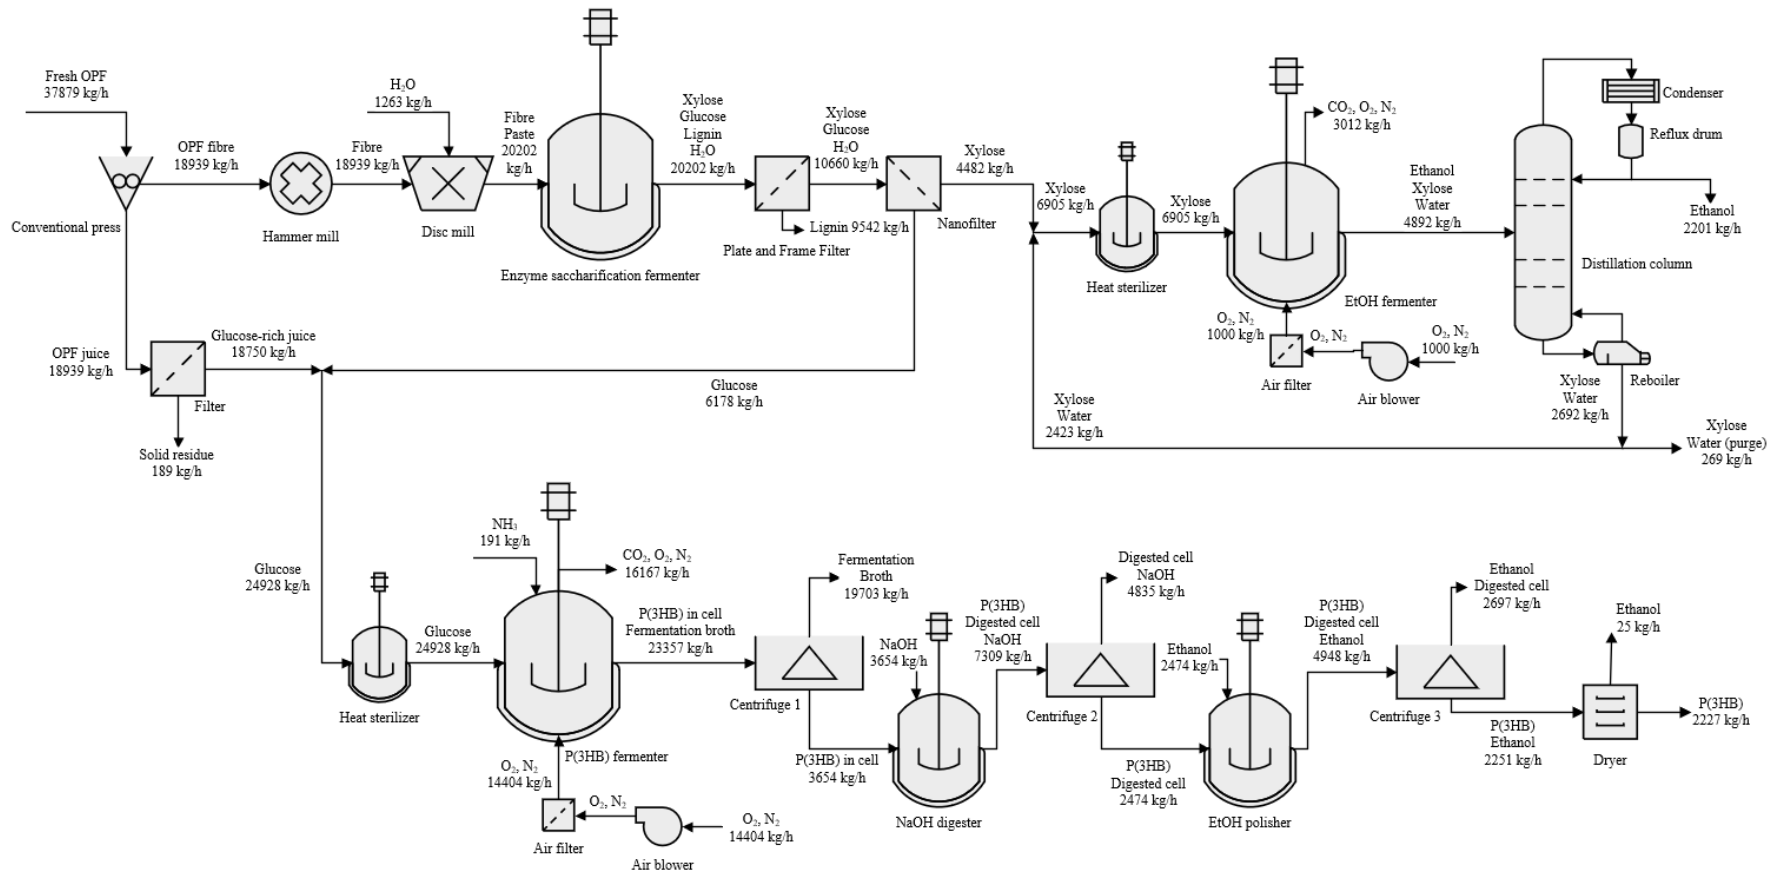 Fresh OPF
37879 kg/h
Conventional press
OPF fibre
18939 kg/h
Hammer mill
Fibre
18939 kg/h
H₂O
1263 kg/h
Disc mill
Fibre
Paste
20202
kg/h
Enzyme saccharification fermenter
Xylose
Glucose
Lignin
H₂O
20202 kg/h
Plate and Frame Filter
Lignin 9542 kg/h
Xylose
Glucose
H₂O
10660 kg/h
Nanofilter
Xylose
4482 kg/h
Xylose
6905 kg/h
Heat sterilizer
Xylose
6905 kg/h
CO₂, O₂, N₂
3012 kg/h
EtOH fermenter
O₂, N₂
1000 kg/h
Air filter
O₂, N₂
Air blower
O₂, N₂
1000 kg/h
Ethanol
Xylose
Water
4892 kg/h
Distillation column
Condenser
Reflux drum
Ethanol
2201 kg/h
Reboiler
Xylose
Water
2692 kg/h
Xylose
Water (purge)
269 kg/h
Xylose
Water
2423 kg/h
OPF juice
18939 kg/h
Filter
Solid residue
189 kg/h
Glucose-rich juice
18750 kg/h
Glucose
6178 kg/h
Glucose
24928 kg/h
Heat sterilizer
Glucose
24928 kg/h
NH₃
191 kg/h
CO₂, O₂, N₂
16167 kg/h
P(3HB) fermenter
O₂, N₂
14404 kg/h
Air filter
O₂, N₂
Air blower
O₂, N₂
14404 kg/h
P(3HB) in cell
Fermentation broth
23357 kg/h
Centrifuge 1
Fermentation
Broth
19703 kg/h
P(3HB) in cell
3654 kg/h
NaOH
3654 kg/h
NaOH digester
P(3HB)
Digested cell
NaOH
7309 kg/h
Centrifuge 2
Digested cell
NaOH
4835 kg/h
P(3HB)
Digested cell
2474 kg/h
Ethanol
2474 kg/h
EtOH polisher
P(3HB)
Digested cell
Ethanol
4948 kg/h
Centrifuge 3
Ethanol
Digested cell
2697 kg/h
P(3HB)
Ethanol
2251 kg/h
Dryer
Ethanol
25 kg/h
P(3HB)
2227 kg/h